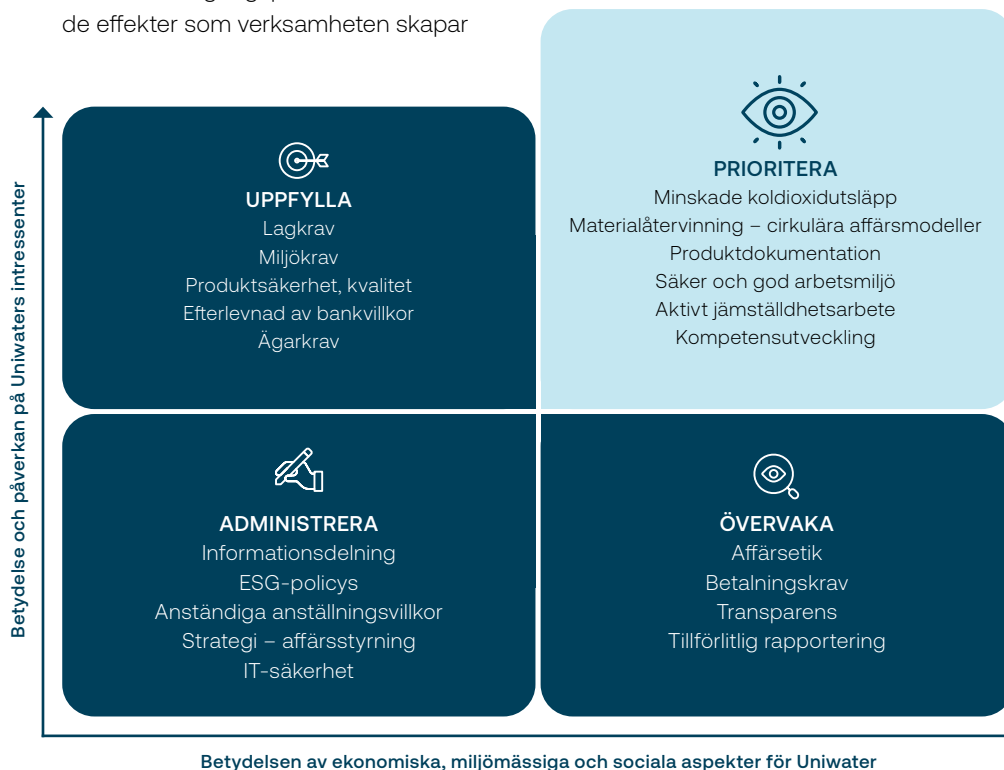 de effekter som verksamheten skapar
Betydelse och påverkan på Uniwaters intressenter
UPPFYLLA
Lagkrav
Miljökrav
Produktsäkerhet, kvalitet
Efterlevnad av bankvillkor
Ägarkrav
PRIORITERA
Minskade koldioxidutsläpp
Materialåtervinning – cirkulära affärsmodeller
Produktdokumentation
Säker och god arbetsmiljö
Aktivt jämställdhetsarbete
Kompetensutveckling
ADMINISTRERA
Informationsdelning
ESG-policys
Anständiga anställningsvillkor
Strategi – affärsstyrning
IT-säkerhet
ÖVERVAKA
Affärsetik
Betalningskrav
Transparens
Tillförlitlig rapportering
Betydelsen av ekonomiska, miljömässiga och sociala aspekter för Uniwater